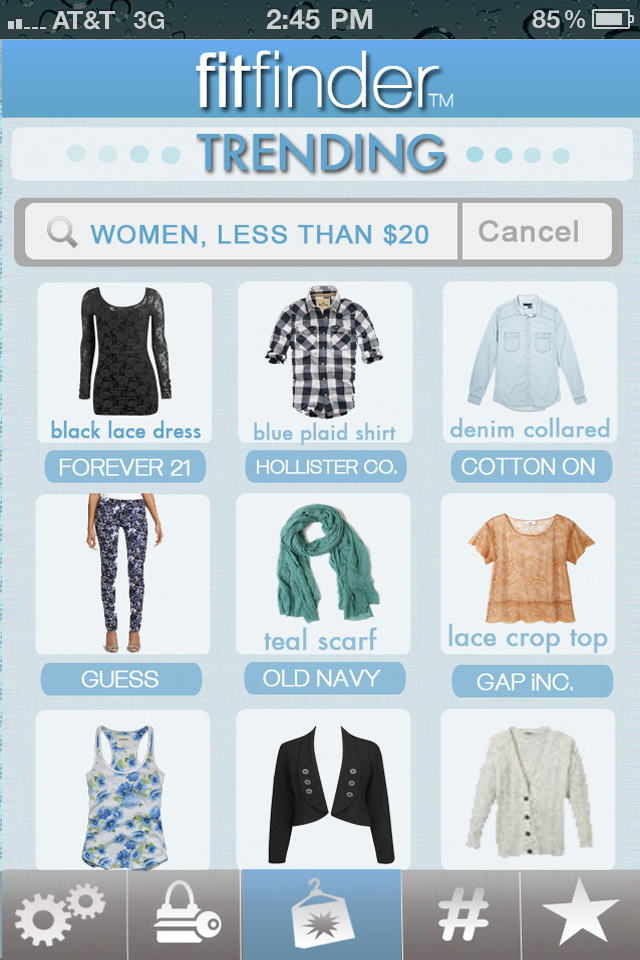 AT&T 3G 2:45 PM 85%
fitfinder™
TRENDING
WOMEN, LESS THAN $20 Cancel
black lace dress blue plaid shirt denim collared
FOREVER 21 HOLLISTER CO. COTTON ON
teal scarf lace crop top
GUESS OLD NAVY GAP iNC.
#